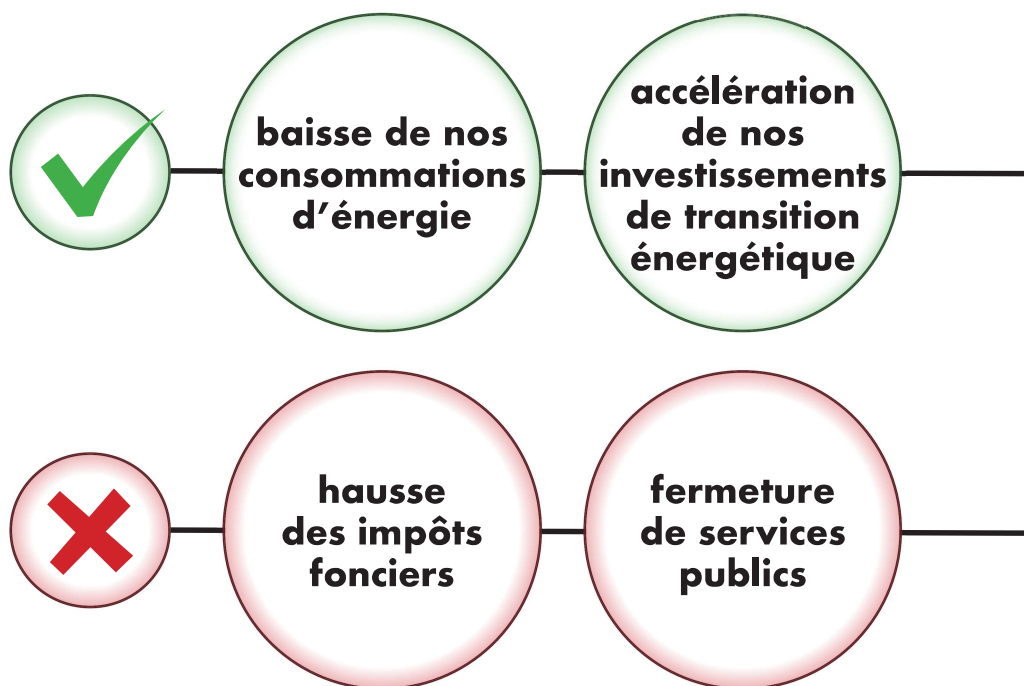 baisse de nos
consommations
d’énergie
accélération
de nos
investissements
de transition
énergétique
hausse
des impôts
fonciers
fermeture
de services
publics